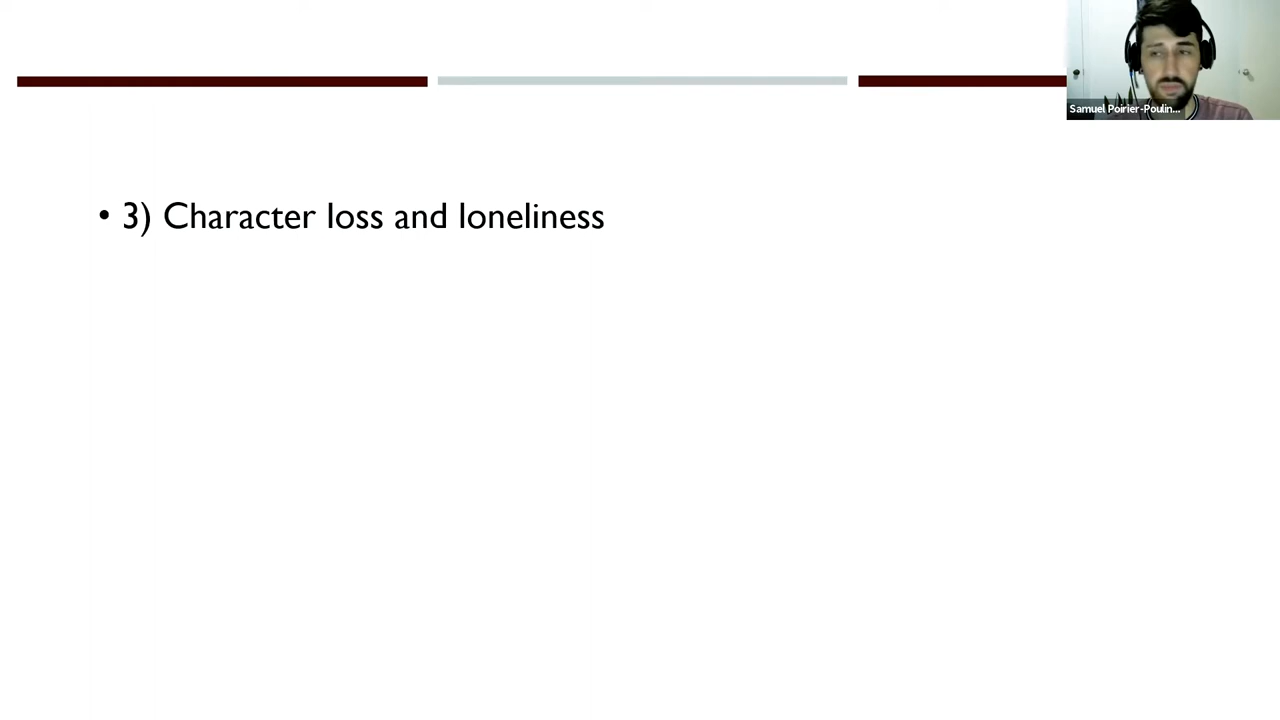 Samuel Poirier-Poulin...
• 3) Character loss and loneliness